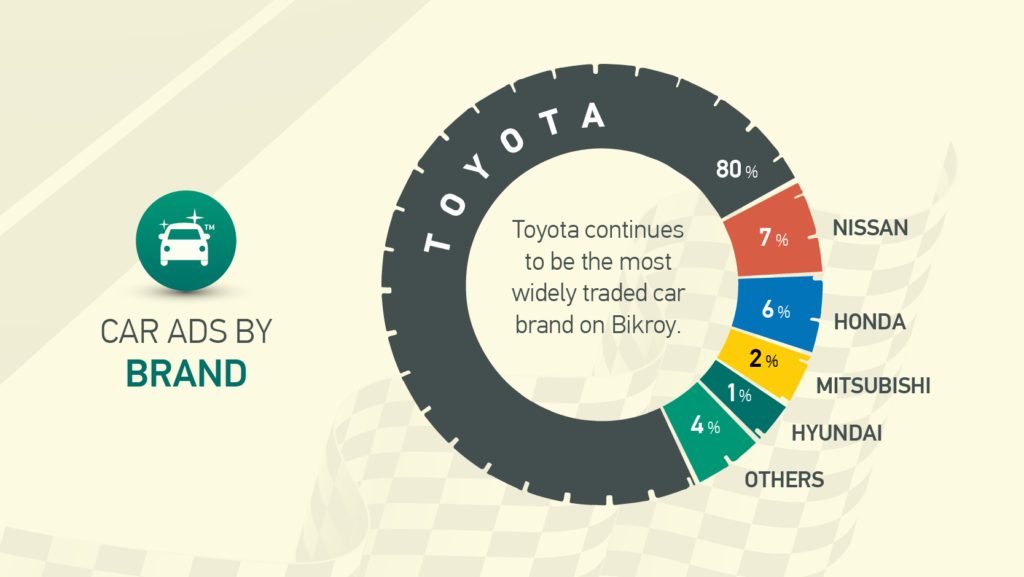 TOYOTA
80 %
NISSAN
7 %
HONDA
6 %
MITSUBISHI
2 %
HYUNDAI
1 %
OTHERS
4 %
Toyota continues
to be the most
widely traded car
brand on Bikroy.
TM
CAR ADS BY
BRAND